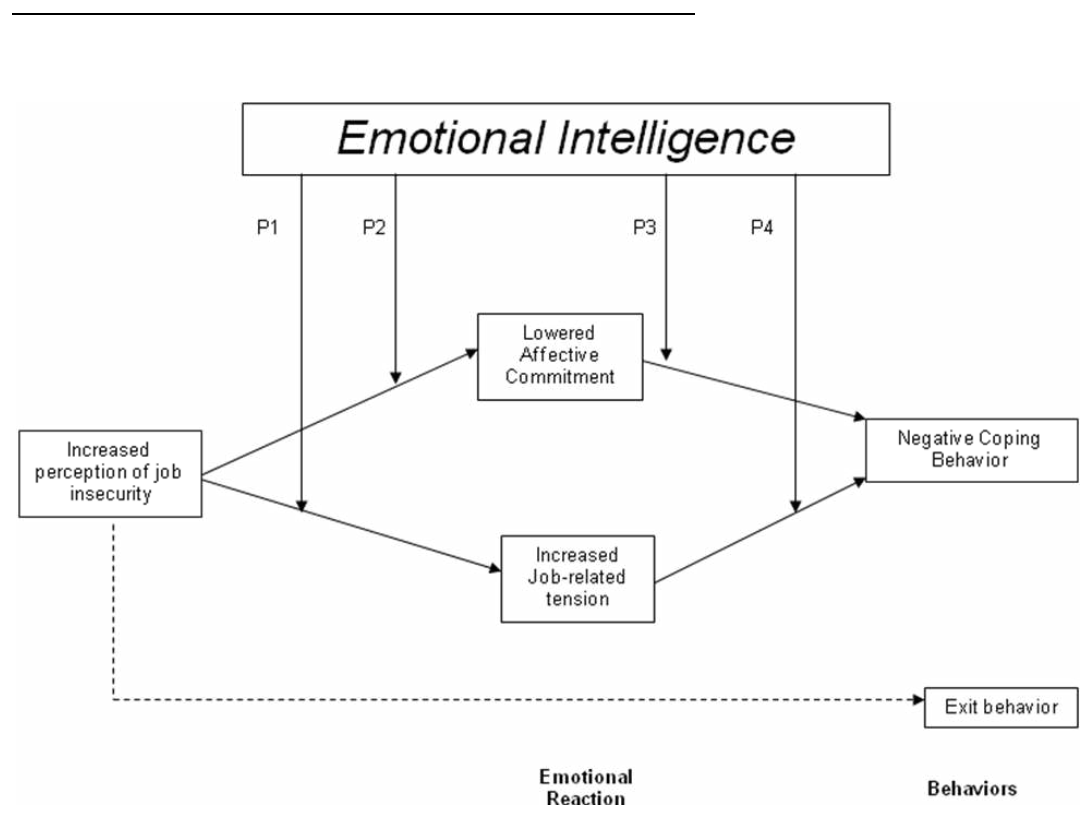 Emotional Intelligence
P1
P2
P3
P4
Lowered
Affective
Commitment
Increased
perception of job
insecurity
Negative Coping
Behavior
Increased
Job-related
tension
Exit behavior
Emotional
Reaction
Behaviors